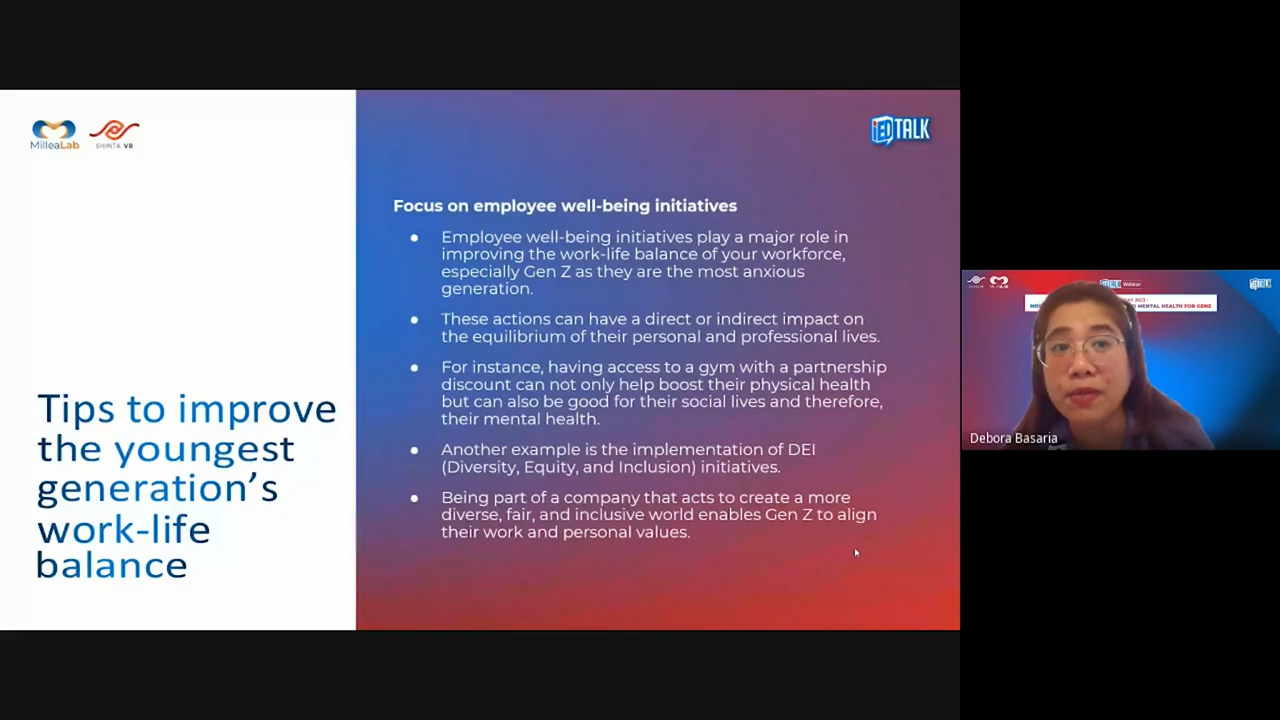 MilleaLab
SHINTA VR
iED TALK
Focus on employee well-being initiatives
● Employee well-being initiatives play a major role in
improving the work-life balance of your workforce,
especially Gen Z as they are the most anxious
generation.
● These actions can have a direct or indirect impact on
the equilibrium of their personal and professional lives.
● For instance, having access to a gym with a partnership
discount can not only help boost their physical health
but can also be good for their social lives and therefore,
their mental health.
● Another example is the implementation of DEI
(Diversity, Equity, and Inclusion) initiatives.
● Being part of a company that acts to create a more
diverse, fair, and inclusive world enables Gen Z to align
their work and personal values.
Tips to improve
the youngest
generation’s
work-life
balance
Webinar
MENTAL HEALTH FOR GENZ
Debora Basaria